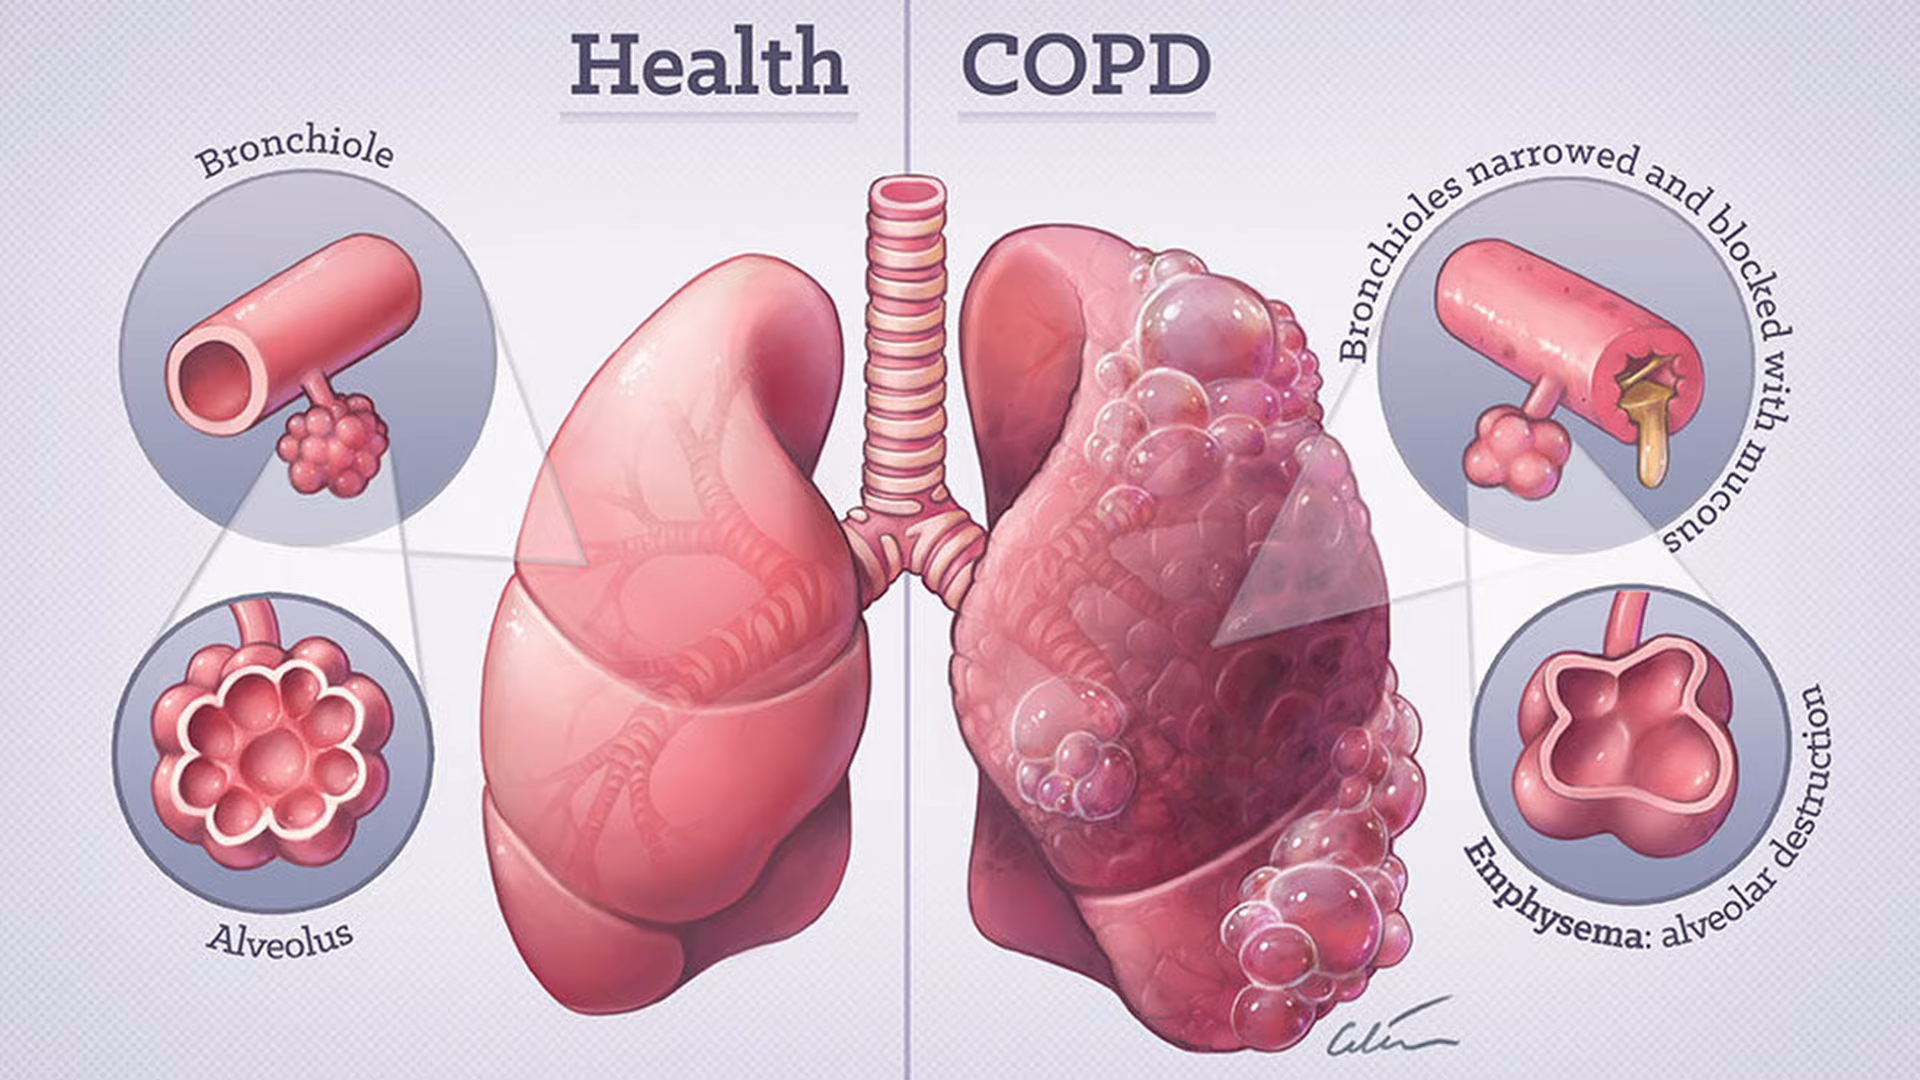 Health
COPD
Bronchiole
Bronchioles narrowed and blocked with mucous
Alveolus
Emphysema: alveolar destruction